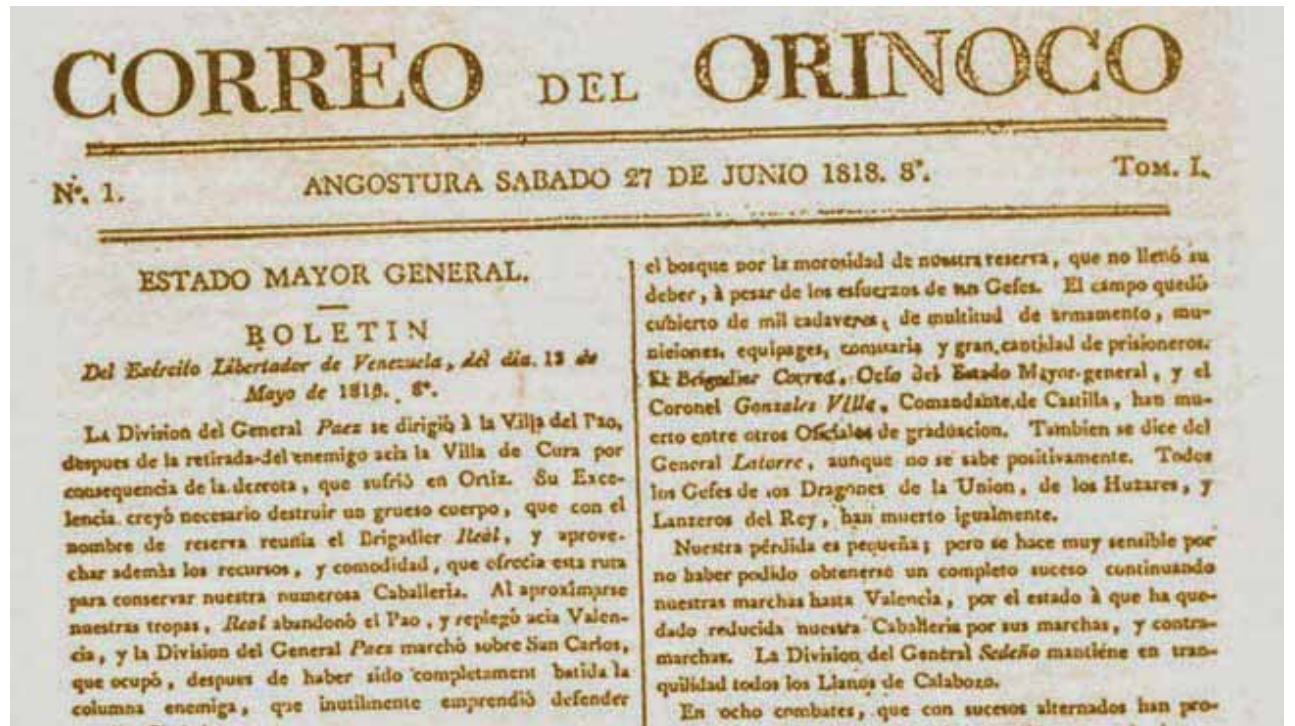 CORREO DEL ORINOCO
Nº. 1. ANGOSTURA SABADO 27 DE JUNIO 1818. 8º. TOM. I.
ESTADO MAYOR GENERAL.
BOLETIN
Del Exército Libertador de Venezuela, del dia. 13 de
Mayo de 1818. 8º.
LA Division del General Paez se dirigió à la Villa del Pao,
despues de la retirada del enemigo acia la Villa de Cura por
consequencia de la derrota, que sufrió en Ortiz. Su Exce-
lencia creyó necesario destruir un grueso cuerpo, que con el
nombre de reserva reunia el Brigadier Reàl, y aprove-
char ademàs los recursos, y comodidad, que ofrecia esta ruta
para conservar nuestra numerosa Caballeria. Al aproximarse
nuestras tropas, Real abandonó el Pao, y replegó acia Valen-
cia, y la Division del General Paez marchó sobre San Carlos,
que ocupó, despues de haber sido completament batida la
columna enemiga, que inutilmente emprendió defender
el bosque por la morosidad de nuestra reserva, que no llenó su
deber, à pesar de los esfuerzos de sus Gefes. El campo quedó
cubierto de mil cadaveres, de multitud de armamento, mu-
niciones, equipages, comisaria y gran cantidad de prisioneros.
El Brigadier Correa, Gefe del Estado Mayor-general, y el
Coronel Gonzales Villa, Comandante de Castilla, han mu-
erto entre otros Oficiales de graduacion. Tambien se dice del
General Latorre, aunque no se sabe positivamente. Todos
los Gefes de los Dragones de la Union, de los Huzares, y
Lanzeros del Rey, han muerto igualmente.
Nuestra pérdida es pequeña; pero se hace muy sensible por
no haber podido obtenerse un completo suceso continuando
nuestras marchas hasta Valencia, por el estado à que ha que-
dado reducida nuestra Caballeria por sus marchas, y contra-
marchas. La Division del General Sedeño mantiéne en tran-
quilidad todos los Llanos de Calabozo.
En ocho combates, que con sucesos alternados han pro-